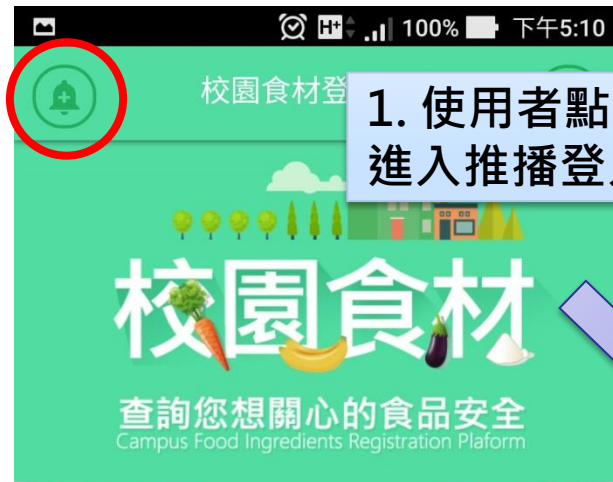 H+ 100% 下午5:10
校園食材登
1. 使用者點
進入推播登
校園食材
查詢您想關心的食品安全
Campus Food Ingredients Registration Plaform